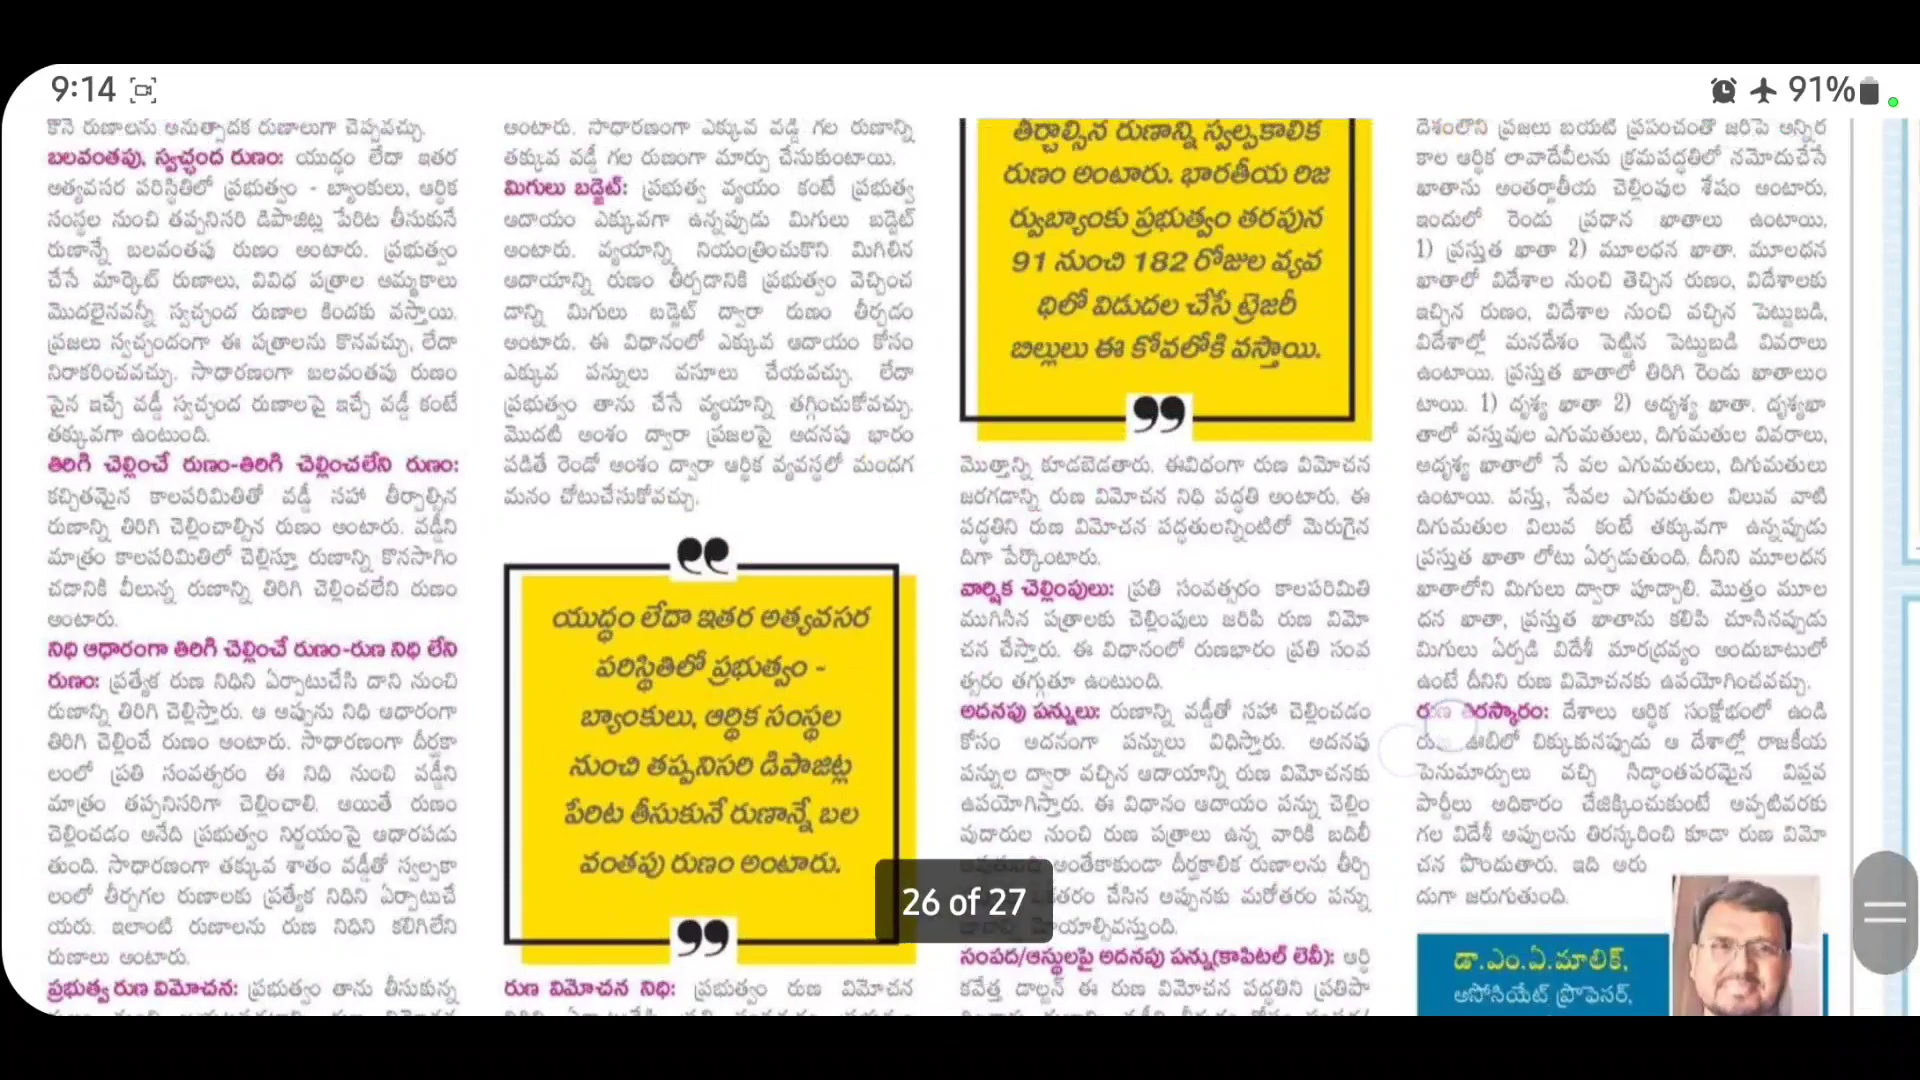 9:14
91%
కొనే రుణాలను అనుత్పాదక రుణాలుగా చెప్పవచ్చు.
బలవంతపు, స్వచ్ఛంద రుణం: యుద్ధం లేదా ఇతర
అత్యవసర పరిస్థితిలో ప్రభుత్వం - బ్యాంకులు, ఆర్థిక
సంస్థల నుంచి తప్పనిసరి డిపాజిట్ల పేరిట తీసుకునే
రుణాన్నే బలవంతపు రుణం అంటారు. ప్రభుత్వం
చేసే మార్కెట్ రుణాలు, వివిధ పత్రాల అమ్మకాలు
మొదలైనవన్నీ స్వచ్ఛంద రుణాల కిందకు వస్తాయి.
ప్రజలు స్వచ్ఛందంగా ఈ పత్రాలను కొనవచ్చు, లేదా
నిరాకరించవచ్చు. సాధారణంగా బలవంతపు రుణం
పైన ఇచ్చే వడ్డీ స్వచ్ఛంద రుణాలపై ఇచ్చే వడ్డీ కంటే
తక్కువగా ఉంటుంది.
తిరిగి చెల్లించే రుణం-తిరిగి చెల్లించలేని రుణం:
కచ్చితమైన కాలపరిమితితో వడ్డీ సహా తీర్చాల్సిన
రుణాన్ని తిరిగి చెల్లించాల్సిన రుణం అంటారు. వడ్డీని
మాత్రం కాలపరిమితిలో చెల్లిస్తూ రుణాన్ని కొనసాగిం
చడానికి వీలున్న రుణాన్ని తిరిగి చెల్లించలేని రుణం
అంటారు.
నిధి ఆధారంగా తిరిగి చెల్లించే రుణం-రుణ నిధి లేని
రుణం: ప్రత్యేక రుణ నిధిని ఏర్పాటుచేసి దాని నుంచి
రుణాన్ని తిరిగి చెల్లిస్తారు. ఆ అప్పును నిధి ఆధారంగా
తిరిగి చెల్లించే రుణం అంటారు. సాధారణంగా దీర్ఘకా
లంలో ప్రతి సంవత్సరం ఈ నిధి నుంచి వడ్డీని
మాత్రం తప్పనిసరిగా చెల్లించాలి. అయితే రుణం
చెల్లించడం అనేది ప్రభుత్వం నిర్ణయంపై ఆధారపడు
తుంది. సాధారణంగా తక్కువ శాతం వడ్డీతో స్వల్పకా
లంలో తీర్చగల రుణాలకు ప్రత్యేక నిధిని ఏర్పాటుచే
యరు. ఇలాంటి రుణాలను రుణ నిధిని కలిగిలేని
రుణాలు అంటారు.
ప్రభుత్వ రుణ విమోచన: ప్రభుత్వం తాను తీసుకున్న
అంటారు. సాధారణంగా ఎక్కువ వడ్డీ గల రుణాన్ని
తక్కువ వడ్డీ గల రుణంగా మార్పు చేసుకుంటాయి.
మిగులు బడ్జెట్: ప్రభుత్వ వ్యయం కంటే ప్రభుత్వ
ఆదాయం ఎక్కువగా ఉన్నప్పుడు మిగులు బడ్జెట్
అంటారు. వ్యయాన్ని నియంత్రించుకొని మిగిలిన
ఆదాయాన్ని రుణం తీర్చడానికి ప్రభుత్వం వెచ్చించ
దాన్ని మిగులు బడ్జెట్ ద్వారా రుణం తీర్చడం
అంటారు. ఈ విధానంలో ఎక్కువ ఆదాయం కోసం
ఎక్కువ పన్నులు వసూలు చేయవచ్చు. లేదా
ప్రభుత్వం తాను చేసే వ్యయాన్ని తగ్గించుకోవచ్చు.
మొదటి అంశం ద్వారా ప్రజలపై అదనపు భారం
పడితే రెండో అంశం ద్వారా ఆర్థిక వ్యవస్థలో మందగ
మనం చోటుచేసుకోవచ్చు.
యుద్ధం లేదా ఇతర అత్యవసర
పరిస్థితిలో ప్రభుత్వం -
బ్యాంకులు, ఆర్థిక సంస్థల
నుంచి తప్పనిసరి డిపాజిట్ల
పేరిట తీసుకునే రుణాన్నే బల
వంతపు రుణం అంటారు.
రుణ విమోచన నిధి: ప్రభుత్వం రుణ విమోచన
తీర్చాల్సిన రుణాన్ని స్వల్పకాలిక
రుణం అంటారు. భారతీయ రిజ
ర్వుబ్యాంకు ప్రభుత్వం తరపున
91 నుంచి 182 రోజుల వ్యవ
ధిలో విడుదల చేసే ట్రెజరీ
బిల్లులు ఈ కోవలోకి వస్తాయి.
మొత్తాన్ని కూడబెడతారు. ఈవిధంగా రుణ విమోచన
జరగడాన్ని రుణ విమోచన నిధి పద్ధతి అంటారు. ఈ
పద్ధతిని రుణ విమోచన పద్ధతులన్నింటిలో మెరుగైన
దిగా పేర్కొంటారు.
వార్షిక చెల్లింపులు: ప్రతి సంవత్సరం కాలపరిమితి
ముగిసిన పత్రాలకు చెల్లింపులు జరిపి రుణ విమో
చన చేస్తారు. ఈ విధానంలో రుణభారం ప్రతి సంవ
త్సరం తగ్గుతూ ఉంటుంది.
అదనపు పన్నులు: రుణాన్ని వడ్డీతో సహా చెల్లించడం
కోసం అదనంగా పన్నులు విధిస్తారు. అదనపు
పన్నుల ద్వారా వచ్చిన ఆదాయాన్ని రుణ విమోచనకు
ఉపయోగిస్తారు. ఈ విధానం ఆదాయం పన్ను చెల్లిం
పుదారుల నుంచి రుణ పత్రాలు ఉన్న వారికి బదిలీ
అంతేకాకుండా దీర్ఘకాలిక రుణాలను తీర్చి
తరం చేసిన అప్పునకు మరోతరం పన్ను
మోయాల్సివస్తుంది.
26 of 27
సంపద/ఆస్తులపై అదనపు పన్ను(కాపిటల్ లెవీ): ఆర్థి
కవేత్త డాల్టన్ ఈ రుణ విమోచన పద్ధతిని ప్రతిపా
దేశంలోని ప్రజలు బయటి ప్రపంచంతో జరిపే అన్నిర
కాల ఆర్థిక లావాదేవీలను క్రమపద్ధతిలో నమోదుచేసే
ఖాతాను అంతర్జాతీయ చెల్లింపుల శేషం అంటారు.
ఇందులో రెండు ప్రధాన ఖాతాలు ఉంటాయి.
1) ప్రస్తుత ఖాతా 2) మూలధన ఖాతా. మూలధన
ఖాతాలో విదేశాల నుంచి తెచ్చిన రుణం, విదేశాలకు
ఇచ్చిన రుణం, విదేశాల నుంచి వచ్చిన పెట్టుబడి,
విదేశాల్లో మనదేశం పెట్టిన పెట్టుబడి వివరాలు
ఉంటాయి. ప్రస్తుత ఖాతాలో తిరిగి రెండు ఖాతాలుం
టాయి. 1) దృశ్య ఖాతా 2) అదృశ్య ఖాతా. దృశ్యఖా
తాలో వస్తువుల ఎగుమతులు, దిగుమతుల వివరాలు,
అదృశ్య ఖాతాలో సే వల ఎగుమతులు, దిగుమతులు
ఉంటాయి. వస్తు, సేవల ఎగుమతుల విలువ వాటి
దిగుమతుల విలువ కంటే తక్కువగా ఉన్నప్పుడు
ప్రస్తుత ఖాతా లోటు ఏర్పడుతుంది. దీనిని మూలధన
ఖాతాలోని మిగులు ద్వారా పూడ్చాలి. మొత్తం మూల
ధన ఖాతా, ప్రస్తుత ఖాతాను కలిపి చూసినప్పుడు
మిగులు ఏర్పడి విదేశీ మారద్రవ్యం అందుబాటులో
ఉంటే దీనిని రుణ విమోచనకు ఉపయోగించవచ్చు.
రుణ తిరస్కారం: దేశాలు ఆర్థిక సంక్షోభంలో ఉండి
రుణ ఊబిలో చిక్కుకునప్పుడు ఆ దేశాల్లో రాజకీయ
పెనుమార్పులు వచ్చి సిద్ధాంతపరమైన విప్లవ
పార్టీలు అధికారం చేజిక్కించుకుంటే అప్పటివరకు
గల విదేశీ అప్పులను తిరస్కరించి కూడా రుణ విమో
చన పొందుతారు. ఇది అరు
దుగా జరుగుతుంది.
డా.ఎం.ఏ.మాలిక్,
అసోసియేట్ ప్రొఫెసర్,